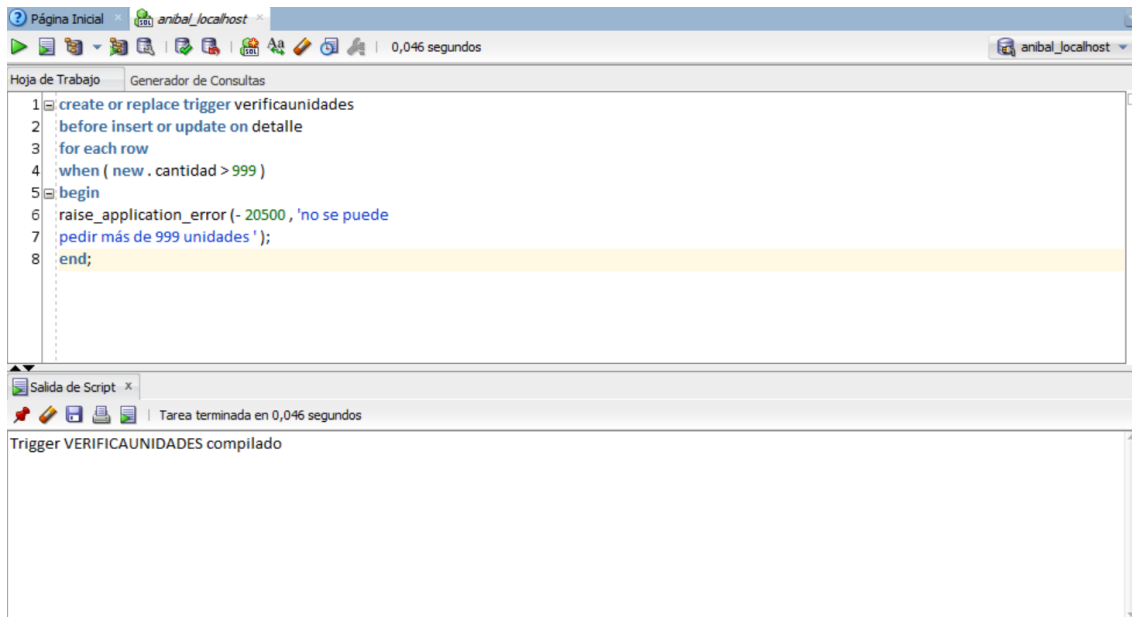 Página Inicial
anibal_localhost
0,046 segundos
anibal_localhost
Hoja de Trabajo
Generador de Consultas
1 create or replace trigger verificaunidades
2 before insert or update on detalle
3 for each row
4 when ( new . cantidad > 999 )
5 begin
6 raise_application_error (- 20500 , 'no se puede
7 pedir más de 999 unidades ' );
8 end;
Salida de Script
Tarea terminada en 0,046 segundos
Trigger VERIFICAUNIDADES compilado